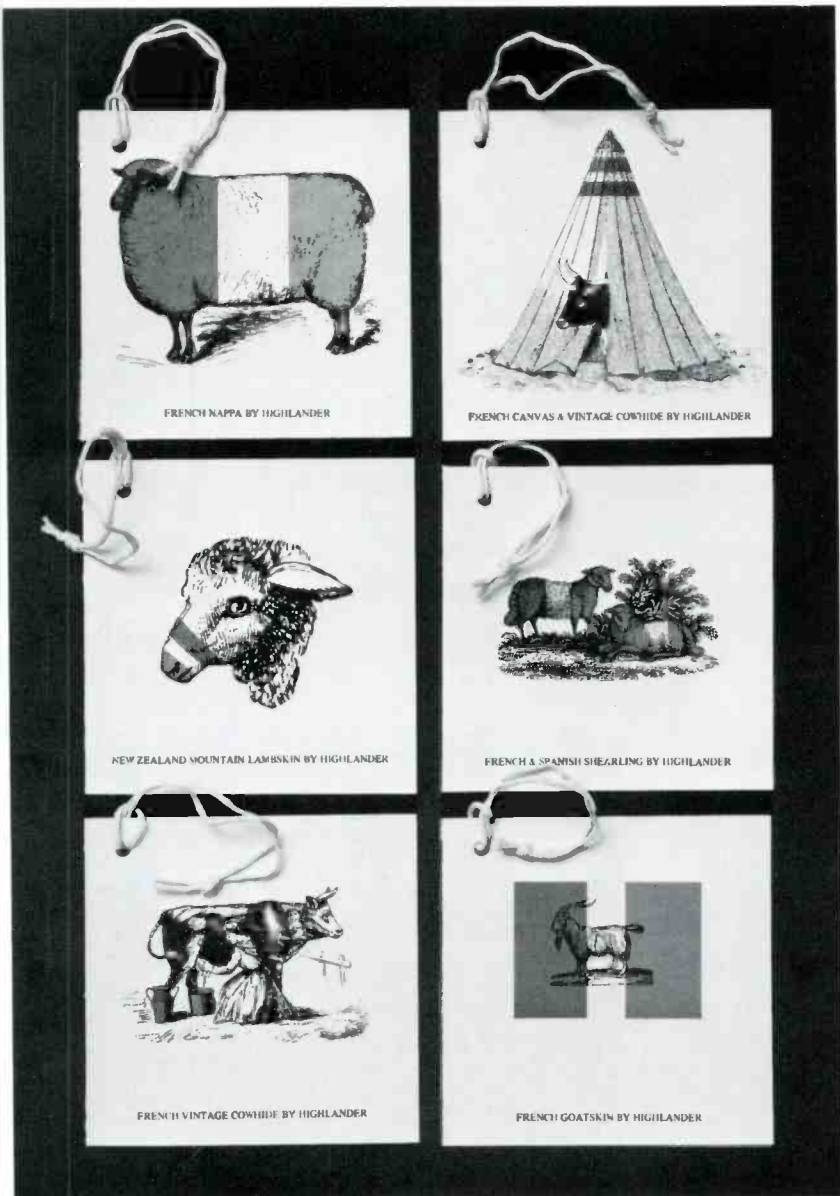 FRENCH NAPPA BY HIGHLANDER
FRENCH CANVAS & VINTAGE COWHIDE BY HIGHLANDER
NEW ZEALAND MOUNTAIN LAMBSKIN BY HIGHLANDER
FRENCH & SPANISH SHEARLING BY HIGHLANDER
FRENCH VINTAGE COWHIDE BY HIGHLANDER
FRENCH GOATSKIN BY HIGHLANDER